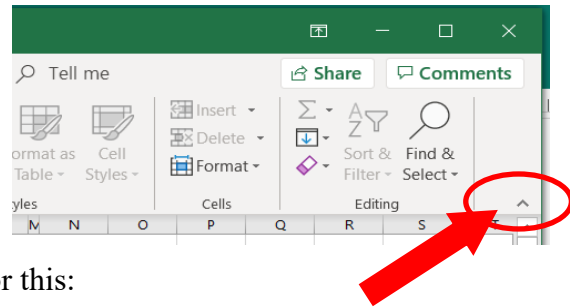 Tell me Share Comments
Insert
Delete
Format
ormat as Table
Cell Styles
Sort & Filter
Find & Select
yles Cells Editing
M N O P Q R S
r this: